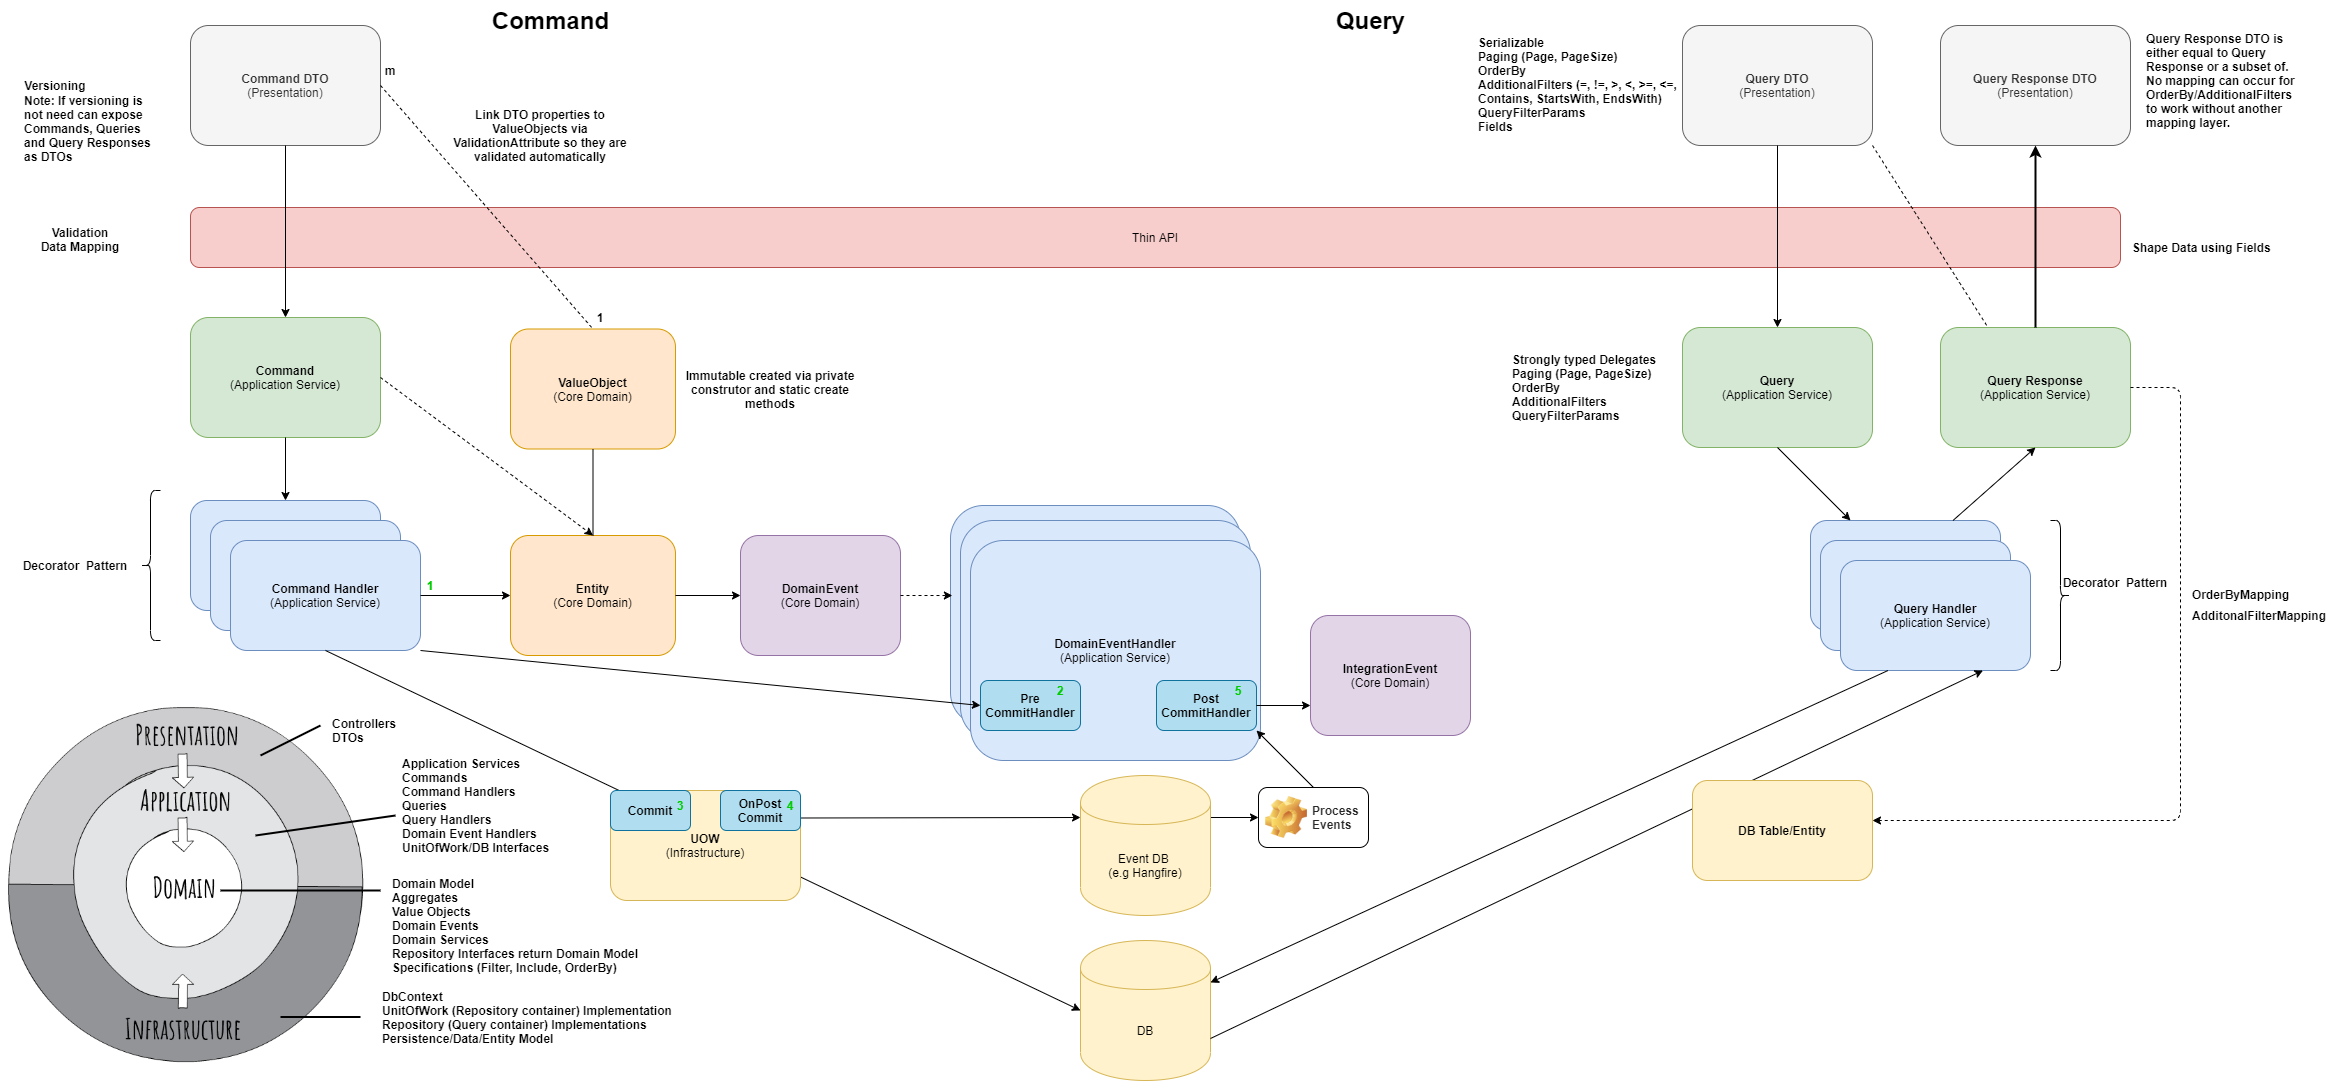 Command
Query
Command DTO
(Presentation)
m
Versioning
Note: If versioning is
not need can expose
Commands, Queries
and Query Responses
as DTOs
Link DTO properties to
ValueObjects via
ValidationAttribute so they are
validated automatically
Serializable
Paging (Page, PageSize)
OrderBy
AdditionalFilters (=, !=, >, <, >=, <=,
Contains, StartsWith, EndsWith)
QueryFilterParams
Fields
Query DTO
(Presentation)
Query Response DTO
(Presentation)
Query Response DTO is
either equal to Query
Response or a subset of.
No mapping can occur for
OrderBy/AdditionalFilters
to work without another
mapping layer.
Validation
Data Mapping
Thin API
Shape Data using Fields
Command
(Application Service)
1
ValueObject
(Core Domain)
Immutable created via private
construtor and static create
methods
Strongly typed Delegates
Paging (Page, PageSize)
OrderBy
AdditionalFilters
QueryFilterParams
Query
(Application Service)
Query Response
(Application Service)
Decorator Pattern
Command Handler
(Application Service)
1
Entity
(Core Domain)
DomainEvent
(Core Domain)
DomainEventHandler
(Application Service)
Pre
CommitHandler
2
Post
CommitHandler
5
IntegrationEvent
(Core Domain)
Query Handler
(Application Service)
Decorator Pattern
OrderByMapping
AdditonalFilterMapping
PRESENTATION
APPLICATION
DOMAIN
INFRASTRUCTURE
Controllers
DTOs
Application Services
Commands
Command Handlers
Queries
Query Handlers
Domain Event Handlers
UnitOfWork/DB Interfaces
Domain Model
Aggregates
Value Objects
Domain Events
Domain Services
Repository Interfaces return Domain Model
Specifications (Filter, Include, OrderBy)
DbContext
UnitOfWork (Repository container) Implementation
Repository (Query container) Implementations
Persistence/Data/Entity Model
Commit
3
OnPost
Commit
4
UOW
(Infrastructure)
Event DB
(e.g Hangfire)
Process
Events
DB Table/Entity
DB